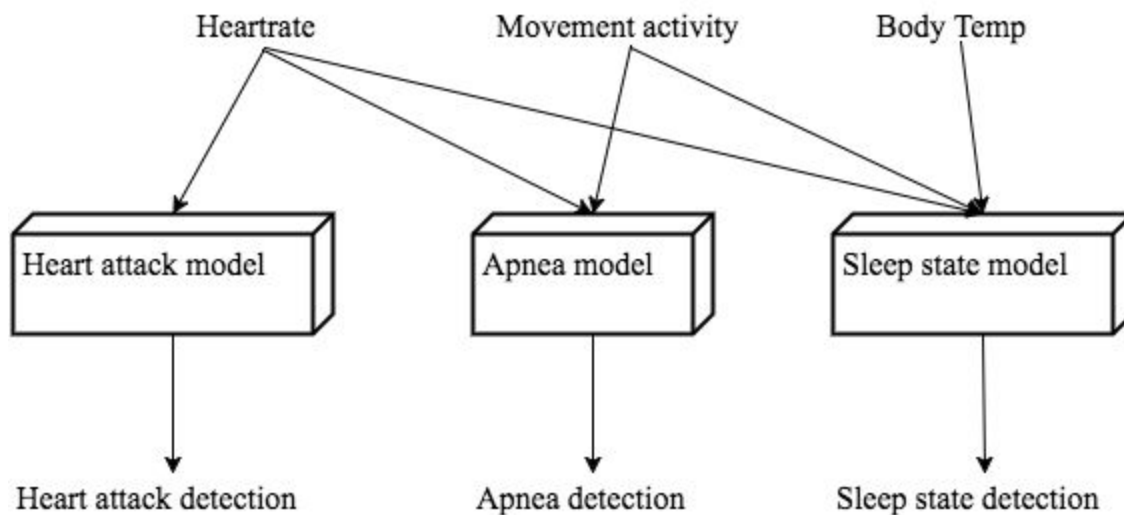 Heartrate
Movement activity
Body Temp
Heart attack model
Apnea model
Sleep state model
Heart attack detection
Apnea detection
Sleep state detection